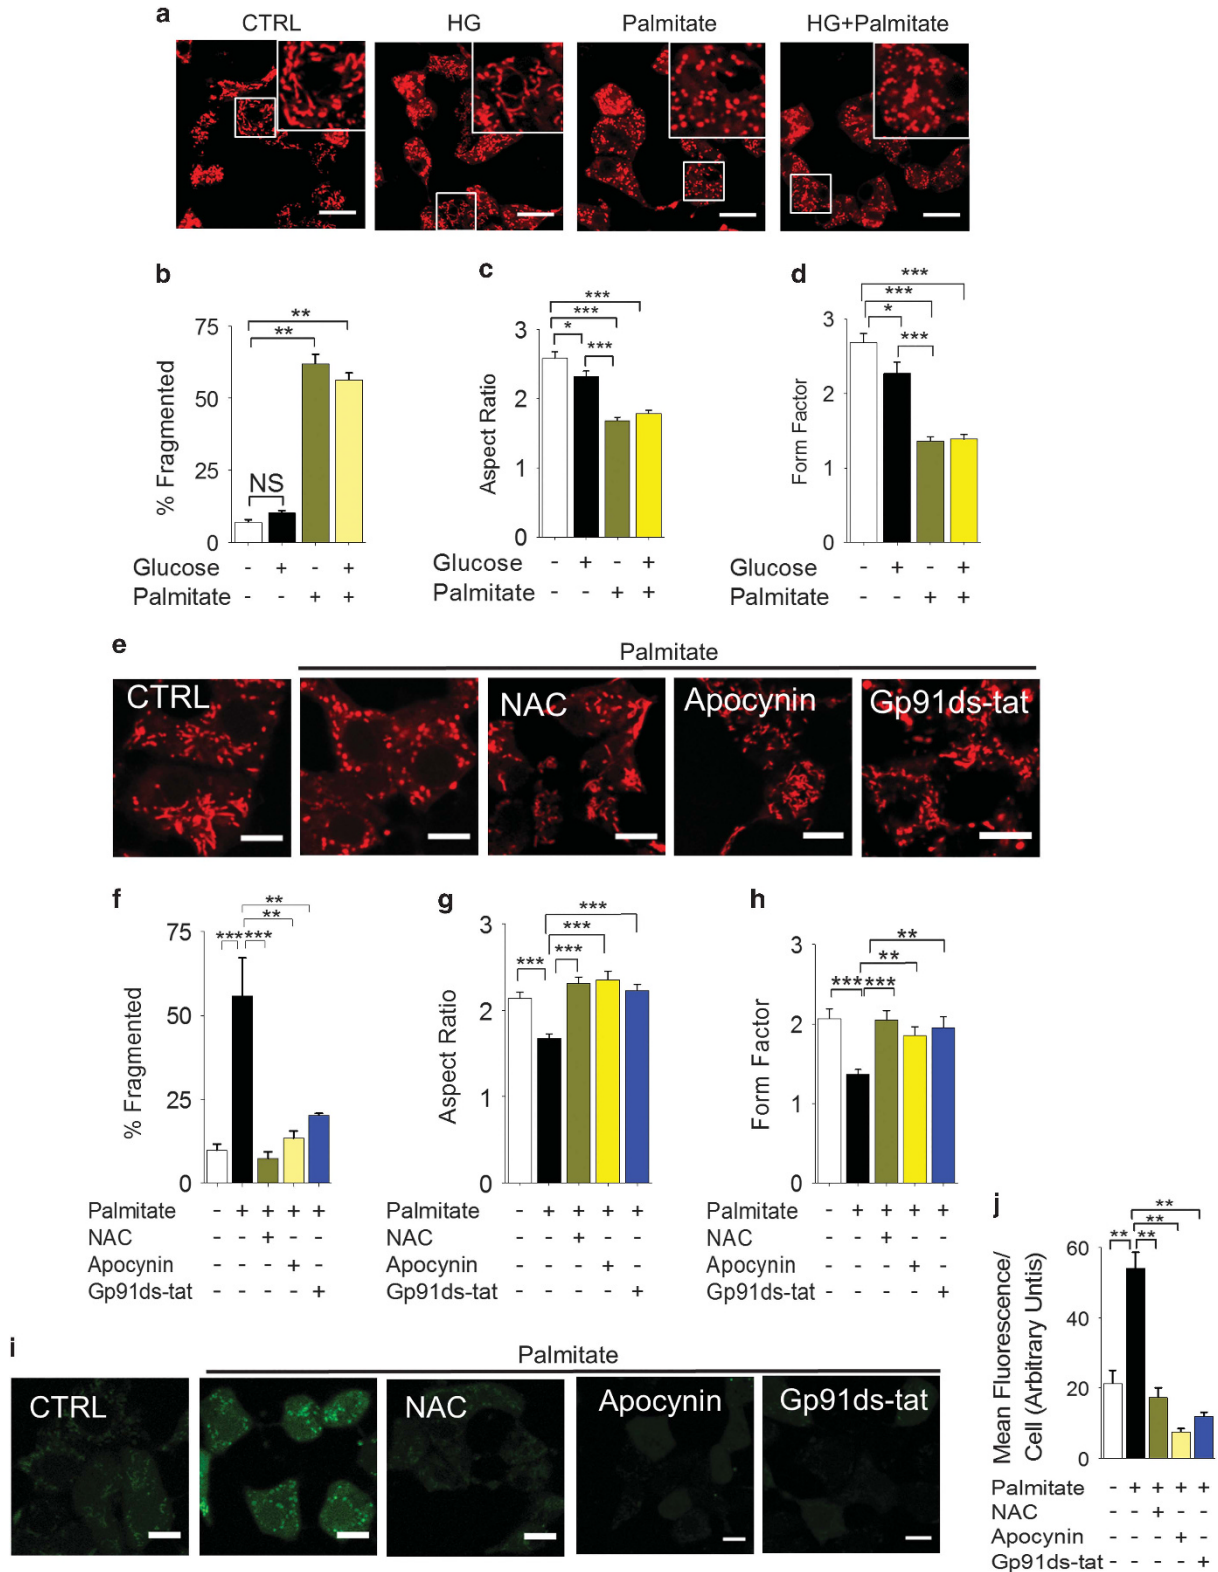 a
CTRL HG Palmitate HG+Palmitate
b
% Fragmented
75
50
25
0
** 
**
NS
Glucose - + - +
Palmitate - - + +
c
Aspect Ratio
3
2
1
0
***
***
*
***
Glucose - + - +
Palmitate - - + +
d
Form Factor
3
2
1
0
***
***
*
***
Glucose - + - +
Palmitate - - + +
e
Palmitate
CTRL NAC Apocynin Gp91ds-tat
f
% Fragmented
75
50
25
0
**
**
*** ***
Palmitate - + + + +
NAC - - + - -
Apocynin - - - + -
Gp91ds-tat - - - - +
g
Aspect Ratio
3
2
1
0
***
***
*** ***
Palmitate - + + + +
NAC - - + - -
Apocynin - - - + -
Gp91ds-tat - - - - +
h
Form Factor
3
2
1
0
**
**
*** ***
Palmitate - + + + +
NAC - - + - -
Apocynin - - - + -
Gp91ds-tat - - - - +
i
Palmitate
CTRL NAC Apocynin Gp91ds-tat
j
Mean Fluorescence/
Cell (Arbitrary Untis)
60
40
20
0
**
**
** **
Palmitate - + + + +
NAC - - + - -
Apocynin - - - + -
Gp91ds-tat - - - - +